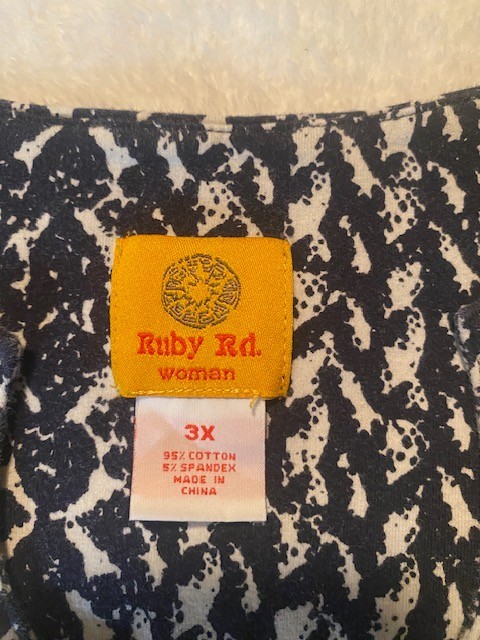 Ruby Rd.
woman
3X
95% COTTON
5% SPANDEX
MADE IN
CHINA